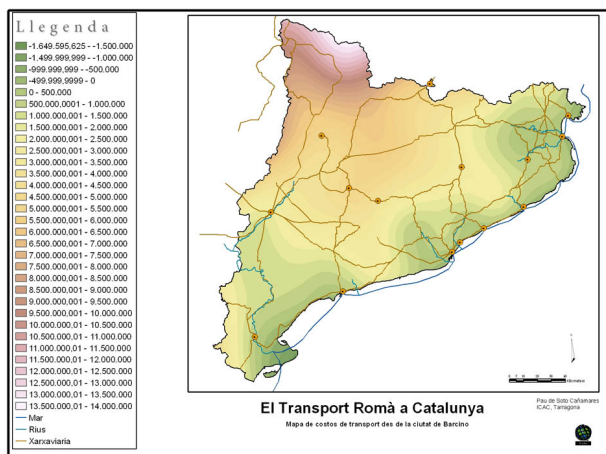 Llegenda
-1.649.595,625 - -1.500.000
-1.499.999,999 - -1.000.000
-999.999,999 - -500.000
-499.999,9999 - 0
0 - 500.000
500.000,0001 - 1.000.000
1.000.000,001 - 1.500.000
1.500.000,001 - 2.000.000
2.000.000,001 - 2.500.000
2.500.000,001 - 3.000.000
3.000.000,001 - 3.500.000
3.500.000,001 - 4.000.000
4.000.000,001 - 4.500.000
4.500.000,001 - 5.000.000
5.000.000,001 - 5.500.000
5.500.000,001 - 6.000.000
6.000.000,001 - 6.500.000
6.500.000,001 - 7.000.000
7.000.000,001 - 7.500.000
7.500.000,001 - 8.000.000
8.000.000,001 - 8.500.000
8.500.000,001 - 9.000.000
9.000.000,001 - 9.500.000
9.500.000,001 - 10.000.000
10.000.000,01 - 10.500.000
10.500.000,01 - 11.000.000
11.000.000,01 - 11.500.000
11.500.000,01 - 12.000.000
12.000.000,01 - 12.500.000
12.500.000,01 - 13.000.000
13.000.000,01 - 13.500.000
13.500.000,01 - 14.000.000
Mar
Rius
Xarxaviaria
El Transport Romà a Catalunya
Mapa de costos de transport des de la ciutat de Barcino
Pau de Soto Cañamares
ICAC, Tarragona